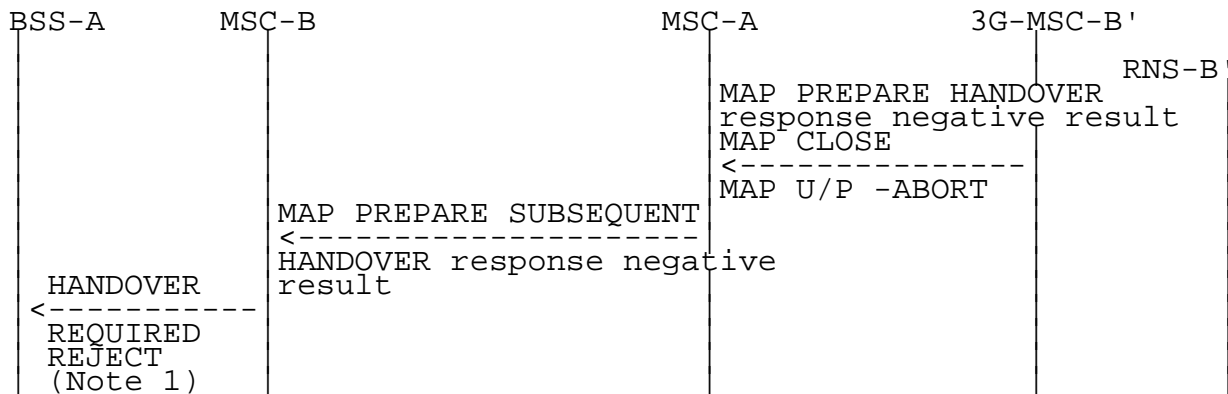 BSS-A MSC-B MSC-A 3G-MSC-B'
RNS-B'
MAP PREPARE HANDOVER
response negative result
MAP CLOSE
<----------------
MAP U/P -ABORT
MAP PREPARE SUBSEQUENT
<----------------------
HANDOVER response negative
result
HANDOVER
<------------
REQUIRED
REJECT
(Note 1)